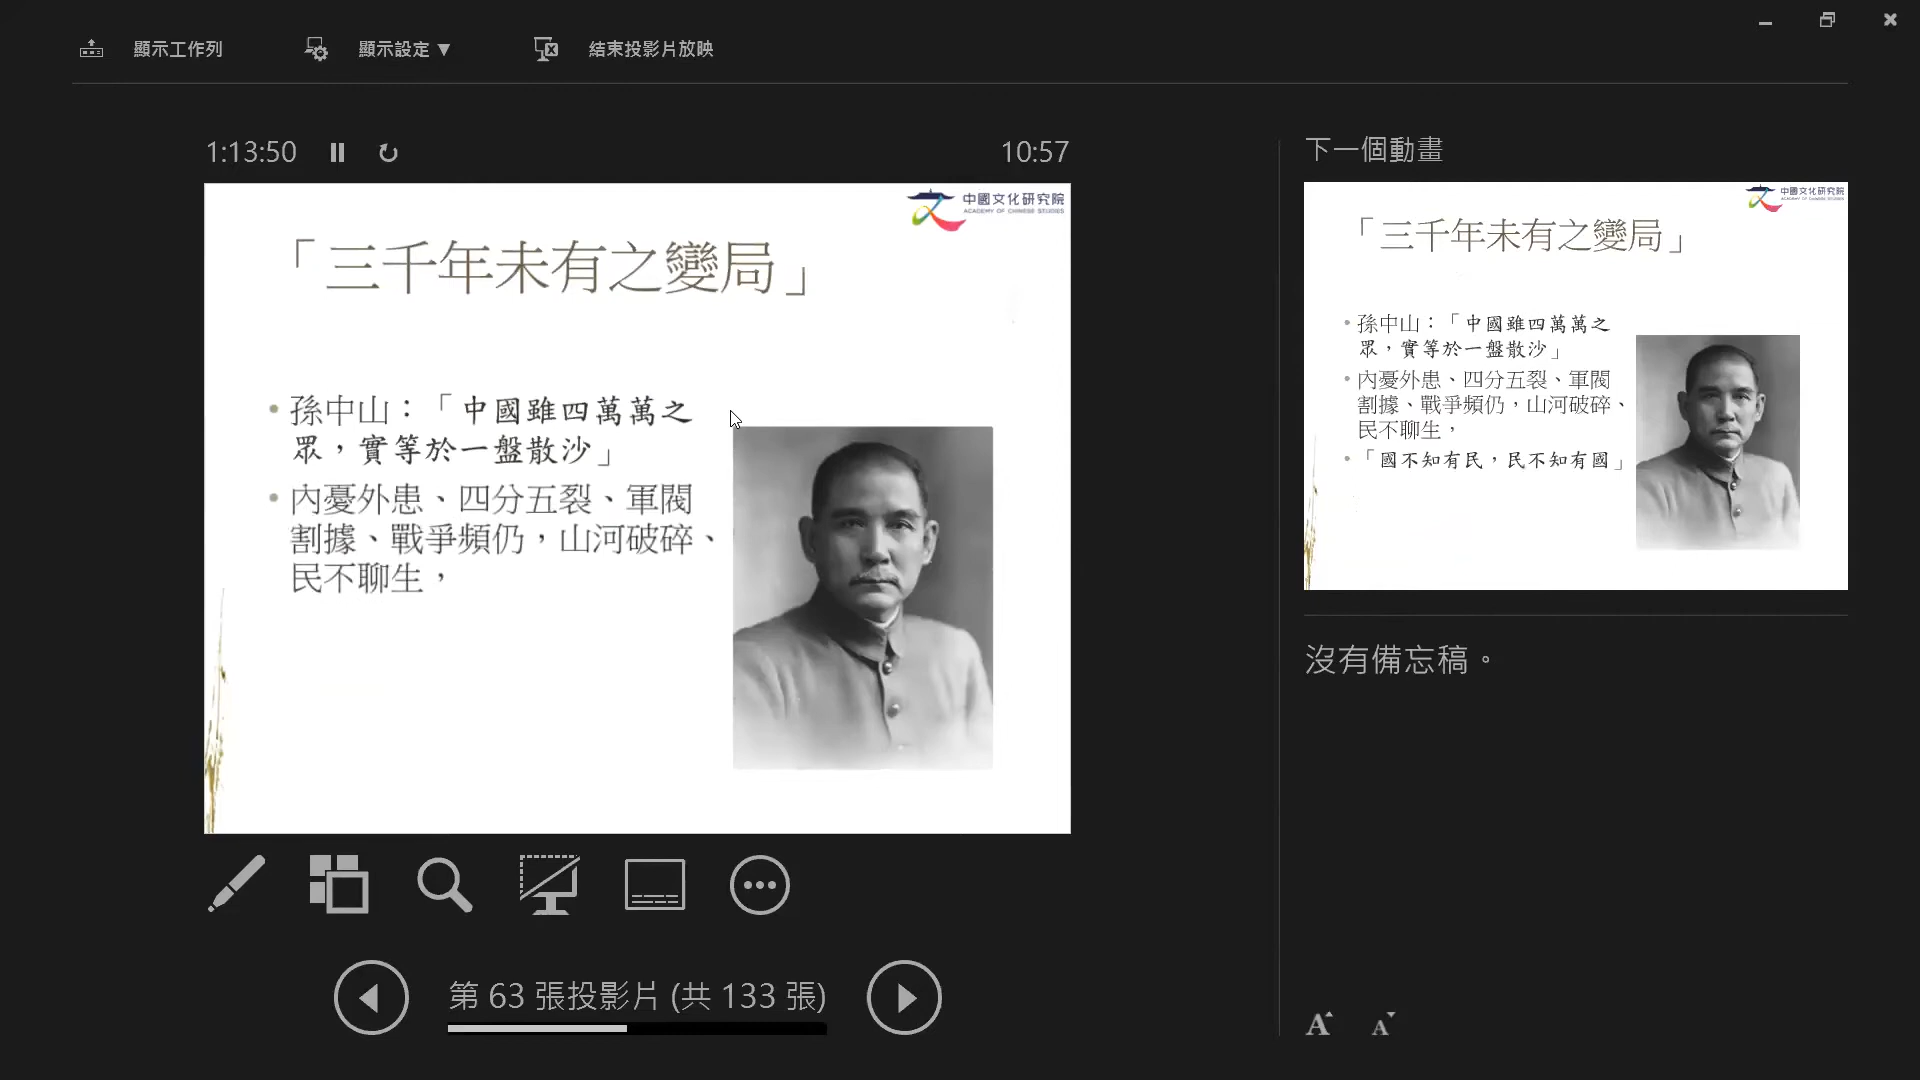 顯示工作列
顯示設定 ▼
結束投影片放映
1:13:50
10:57
中國文化研究院
ACADEMY OF CHINESE STUDIES
「三千年未有之變局」
• 孫中山：「中國雖四萬萬之
眾，實等於一盤散沙」
• 內憂外患、四分五裂、軍閥
割據、戰爭頻仍，山河破碎、
民不聊生，
第 63 張投影片 (共 133 張)
下一個動畫
中國文化研究院
ACADEMY OF CHINESE STUDIES
「三千年未有之變局」
• 孫中山：「中國雖四萬萬之
眾，實等於一盤散沙」
• 內憂外患、四分五裂、軍閥
割據、戰爭頻仍，山河破碎、
民不聊生，
• 「國不知有民，民不知有國」
沒有備忘稿。
A A